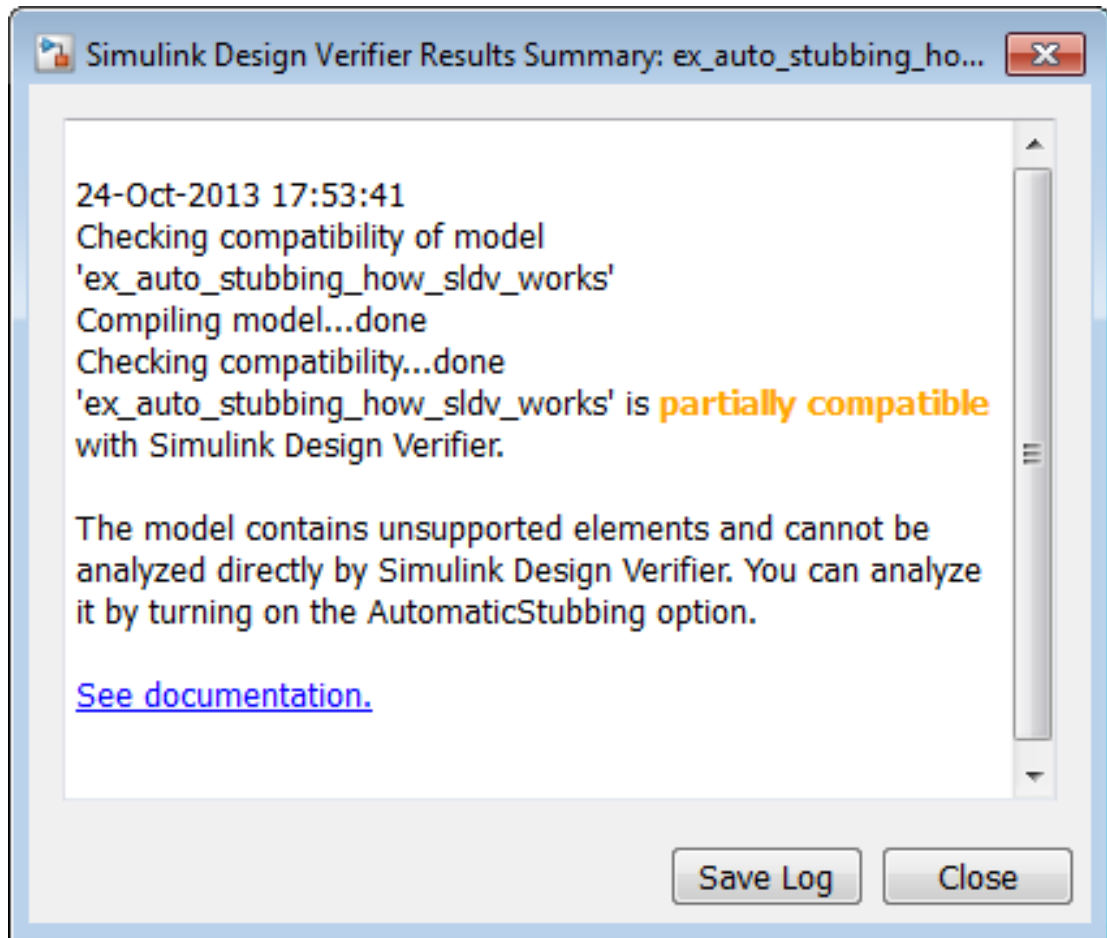 Simulink Design Verifier Results Summary: ex_auto_stubbing_ho...
24-Oct-2013 17:53:41
Checking compatibility of model
'ex_auto_stubbing_how_sldv_works'
Compiling model...done
Checking compatibility...done
'ex_auto_stubbing_how_sldv_works' is partially compatible
with Simulink Design Verifier.
The model contains unsupported elements and cannot be
analyzed directly by Simulink Design Verifier. You can analyze
it by turning on the AutomaticStubbing option.
See documentation.
Save Log
Close